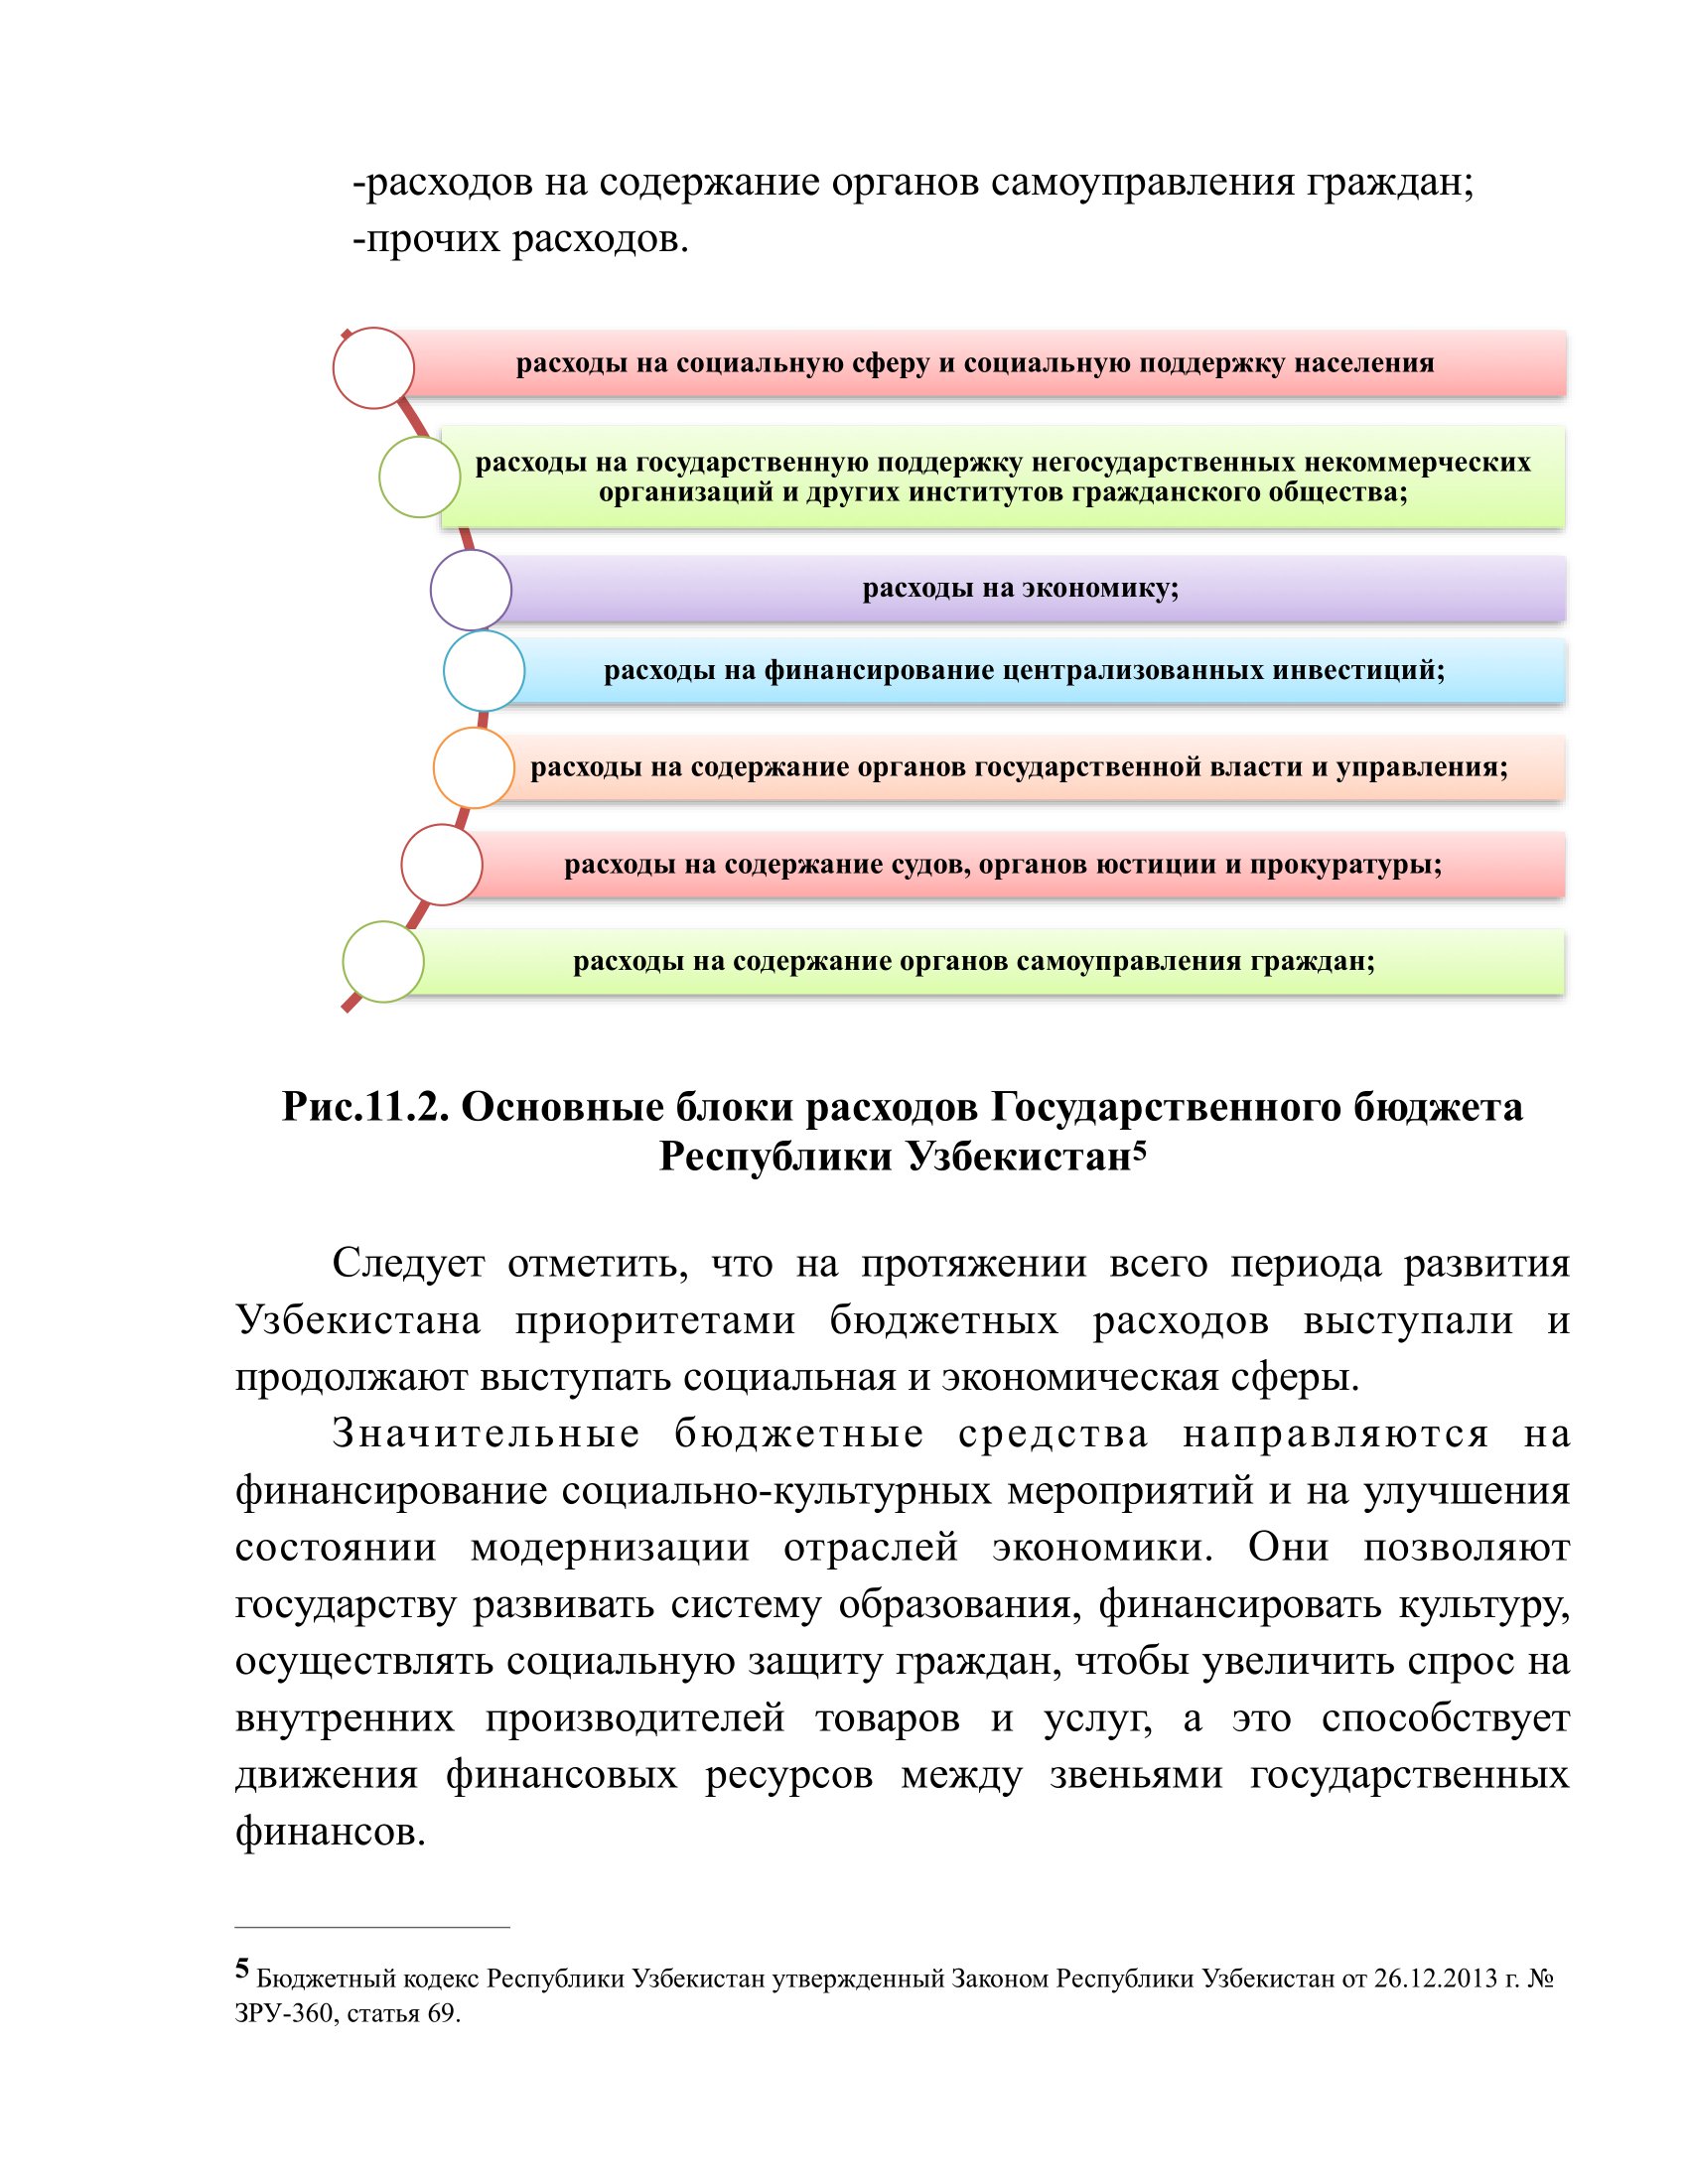 -расходов на содержание органов самоуправления граждан;
-прочих расходов.
расходы на социальную сферу и социальную поддержку населения
расходы на государственную поддержку негосударственных некоммерческих
организаций и других институтов гражданского общества;
расходы на экономику;
расходы на финансирование централизованных инвестиций;
расходы на содержание органов государственной власти и управления;
расходы на содержание судов, органов юстиции и прокуратуры;
расходы на содержание органов самоуправления граждан;
Рис.11.2. Основные блоки расходов Государственного бюджета
Республики Узбекистан5
Следует отметить, что на протяжении всего периода развития
Узбекистана приоритетами бюджетных расходов выступали и
продолжают выступать социальная и экономическая сферы.
Значительные бюджетные средства направляются на
финансирование социально-культурных мероприятий и на улучшения
состоянии модернизации отраслей экономики. Они позволяют
государству развивать систему образования, финансировать культуру,
осуществлять социальную защиту граждан, чтобы увеличить спрос на
внутренних производителей товаров и услуг, а это способствует
движения финансовых ресурсов между звеньями государственных
финансов.
5 Бюджетный кодекс Республики Узбекистан утвержденный Законом Республики Узбекистан от 26.12.2013 г. №
ЗРУ-360, статья 69.